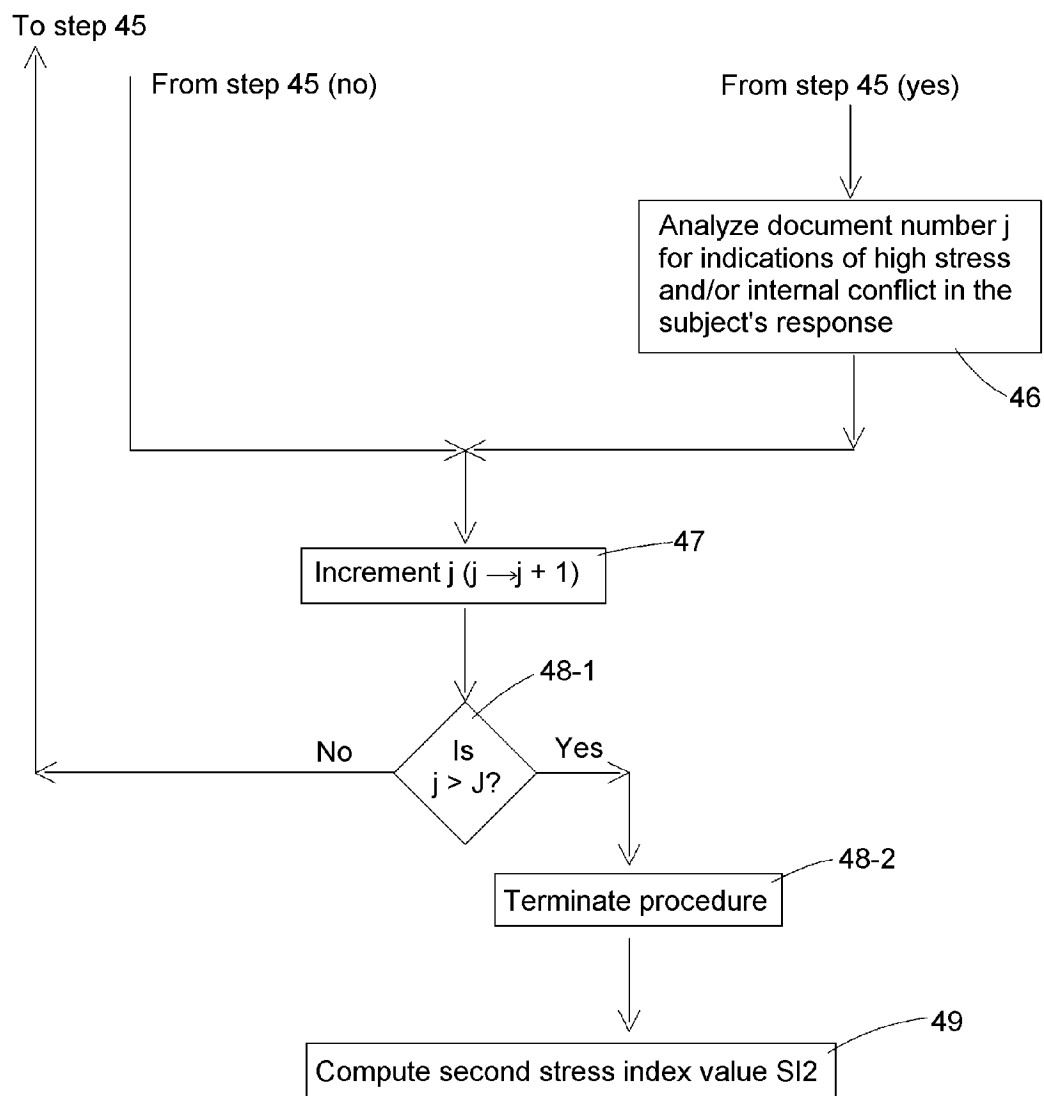 To step 45
From step 45 (no)
From step 45 (yes)
Analyze document number j
for indications of high stress
and/or internal conflict in the
subject's response
46
47
Increment j (j →j + 1)
48-1
Is
j > J?
No
Yes
48-2
Terminate procedure
49
Compute second stress index value SI2